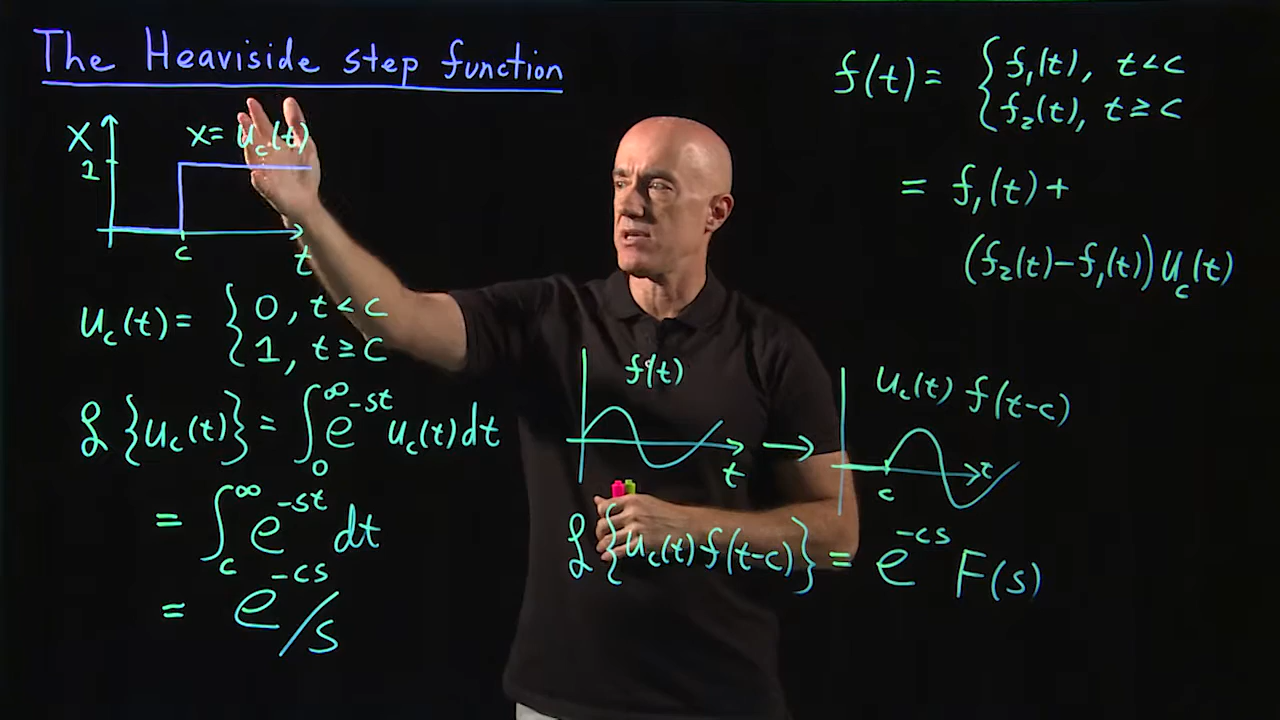 The Heaviside step function
x
1
x = u_c(t)
c
t
u_c(t) = { 0, t < c
{ 1, t ≥ c
ℒ{u_c(t)} = ∫_0^∞ e^{-st} u_c(t) dt
= ∫_c^∞ e^{-st} dt
= e^{-cs}/s
f(t) = { f_1(t), t < c
{ f_2(t), t ≥ c
= f_1(t) +
(f_2(t) - f_1(t)) u_c(t)
f(t)
t
→
u_c(t) f(t-c)
c
t
ℒ{u_c(t) f(t-c)} = e^{-cs} F(s)